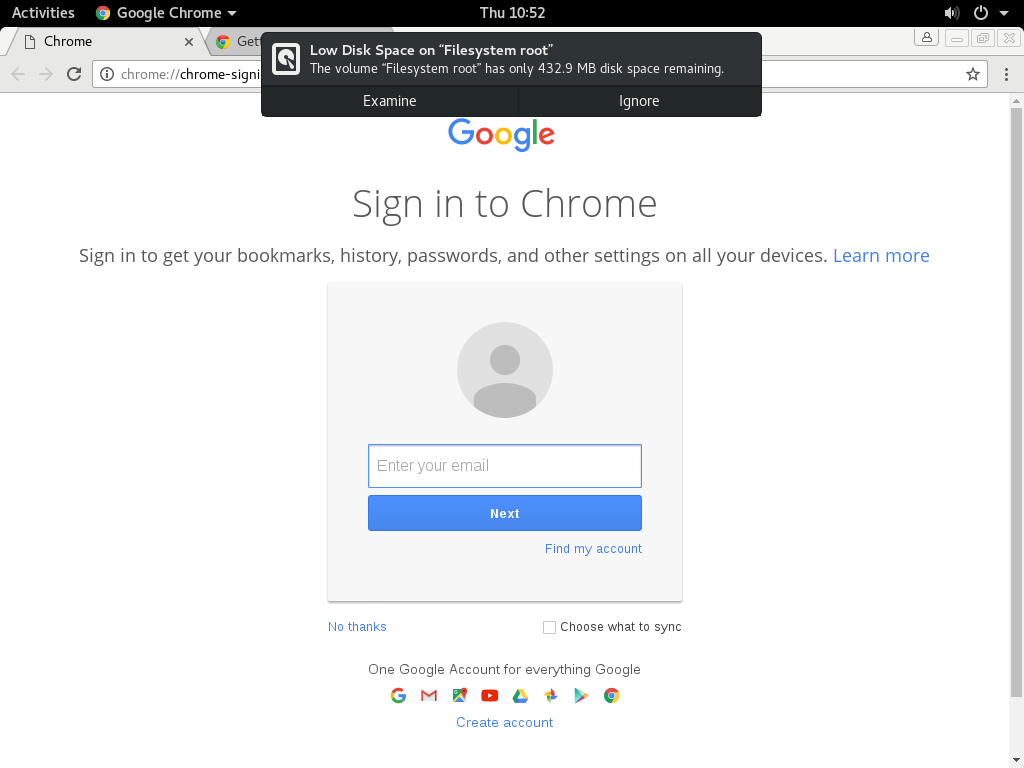 Activities Google Chrome Thu 10:52
Chrome Gett
Low Disk Space on “Filesystem root”
The volume “Filesystem root” has only 432.9 MB disk space remaining.
chrome://chrome-signi
Examine Ignore
Google
Sign in to Chrome
Sign in to get your bookmarks, history, passwords, and other settings on all your devices. Learn more
Enter your email
Next
Find my account
No thanks Choose what to sync
One Google Account for everything Google
Create account